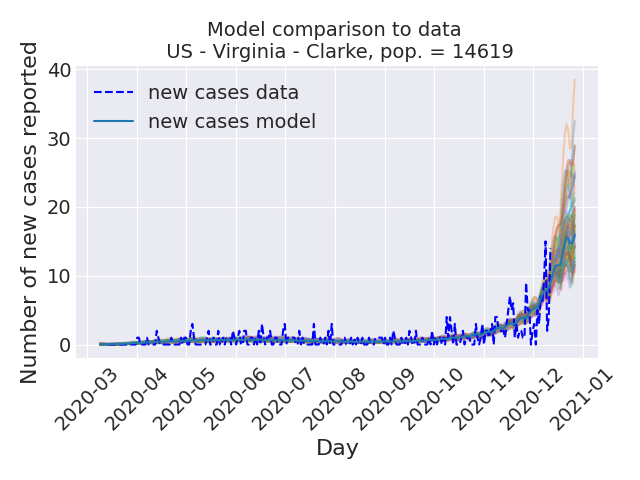 Model comparison to data
US - Virginia - Clarke, pop. = 14619
Number of new cases reported
40
30
20
10
0
new cases data
new cases model
2020-03
2020-04
2020-05
2020-06
2020-07
2020-08
2020-09
2020-10
2020-11
2020-12
2021-01
Day